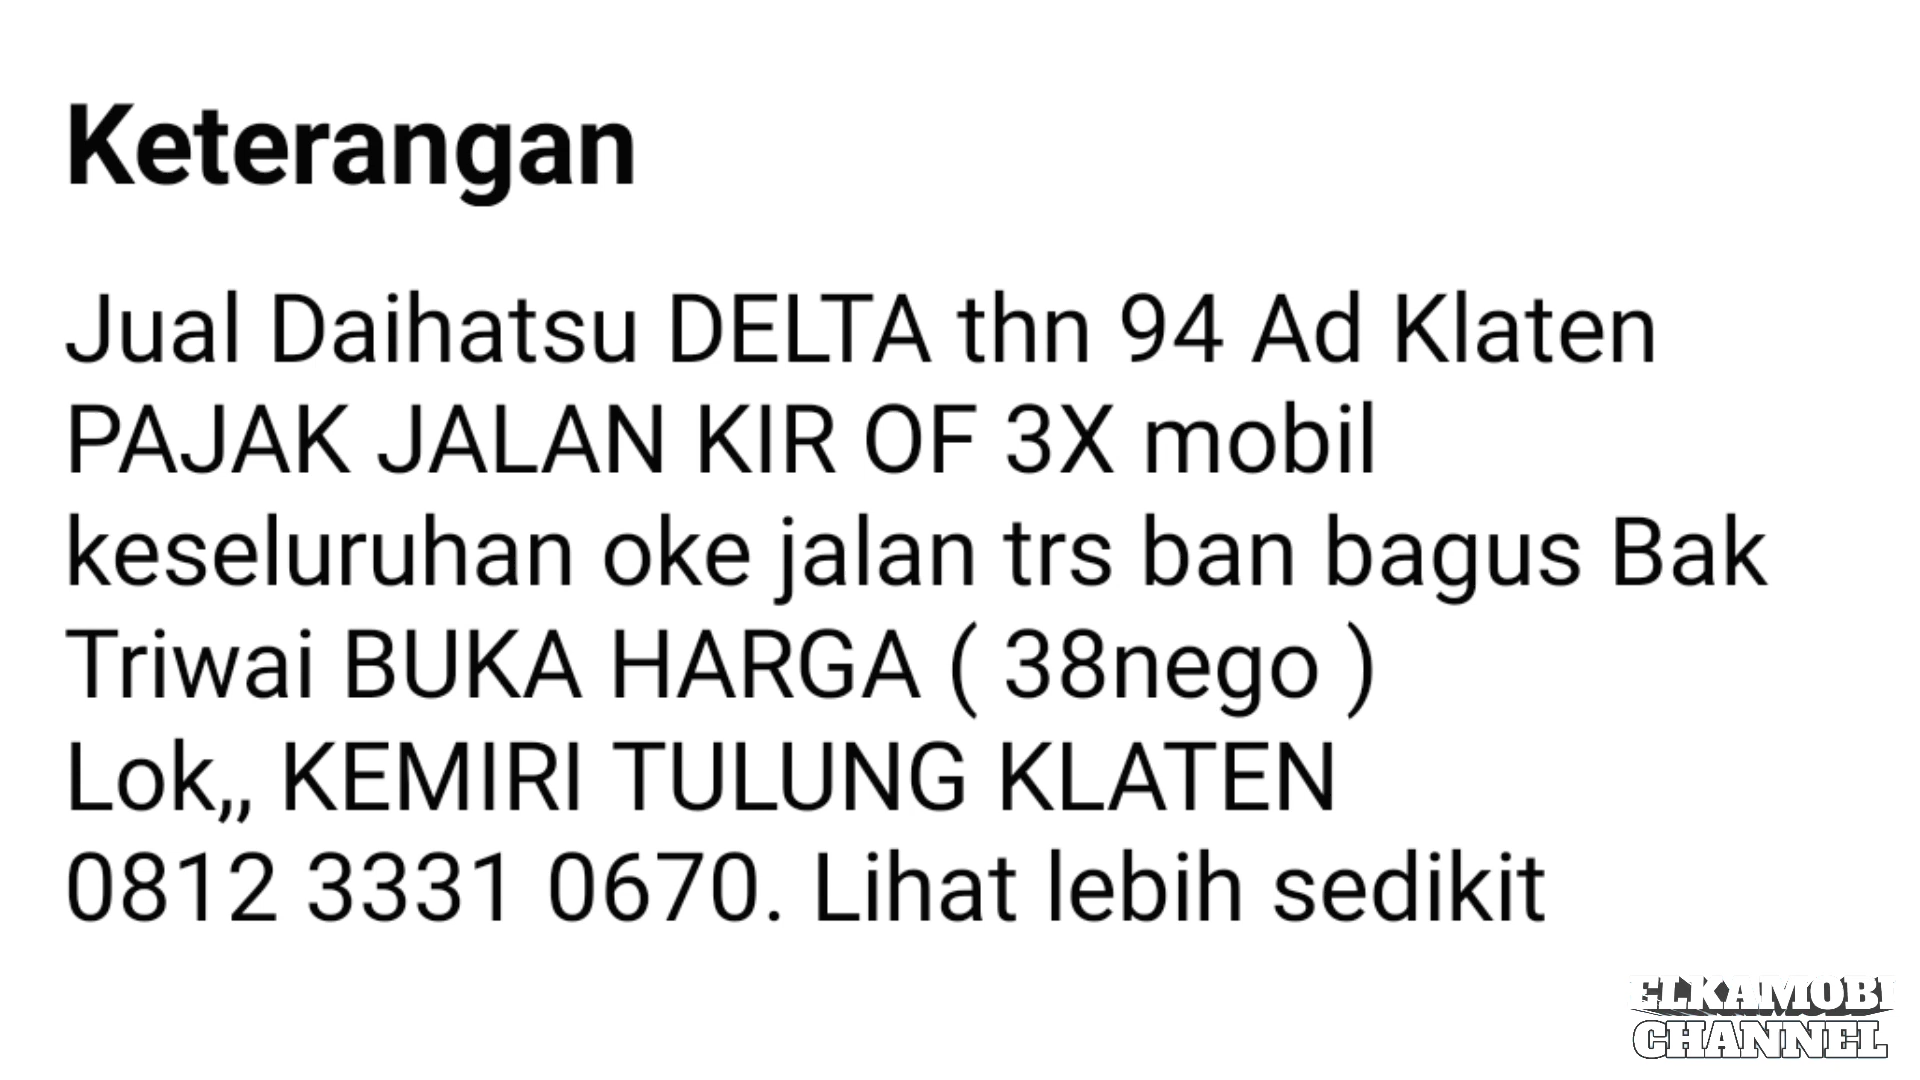 Keterangan
Jual Daihatsu DELTA thn 94 Ad Klaten
PAJAK JALAN KIR OF 3X mobil
keseluruhan oke jalan trs ban bagus Bak
Triwai BUKA HARGA ( 38nego )
Lok,, KEMIRI TULUNG KLATEN
0812 3331 0670. Lihat lebih sedikit
ELKAMOBI
CHANNEL